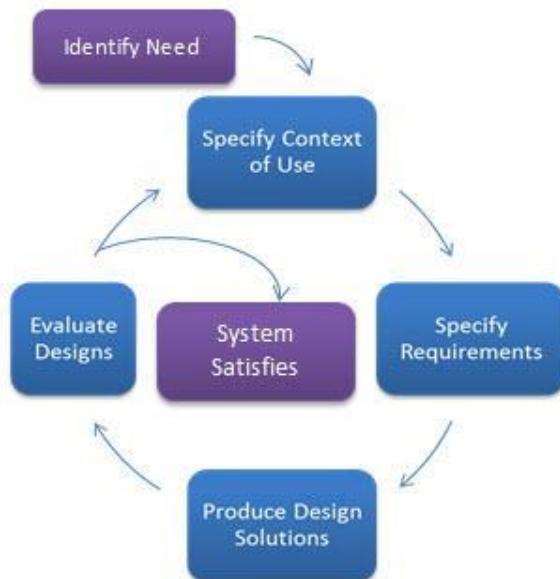 Identify Need
Specify Context
of Use
Specify
Requirements
Produce Design
Solutions
Evaluate
Designs
System
Satisfies